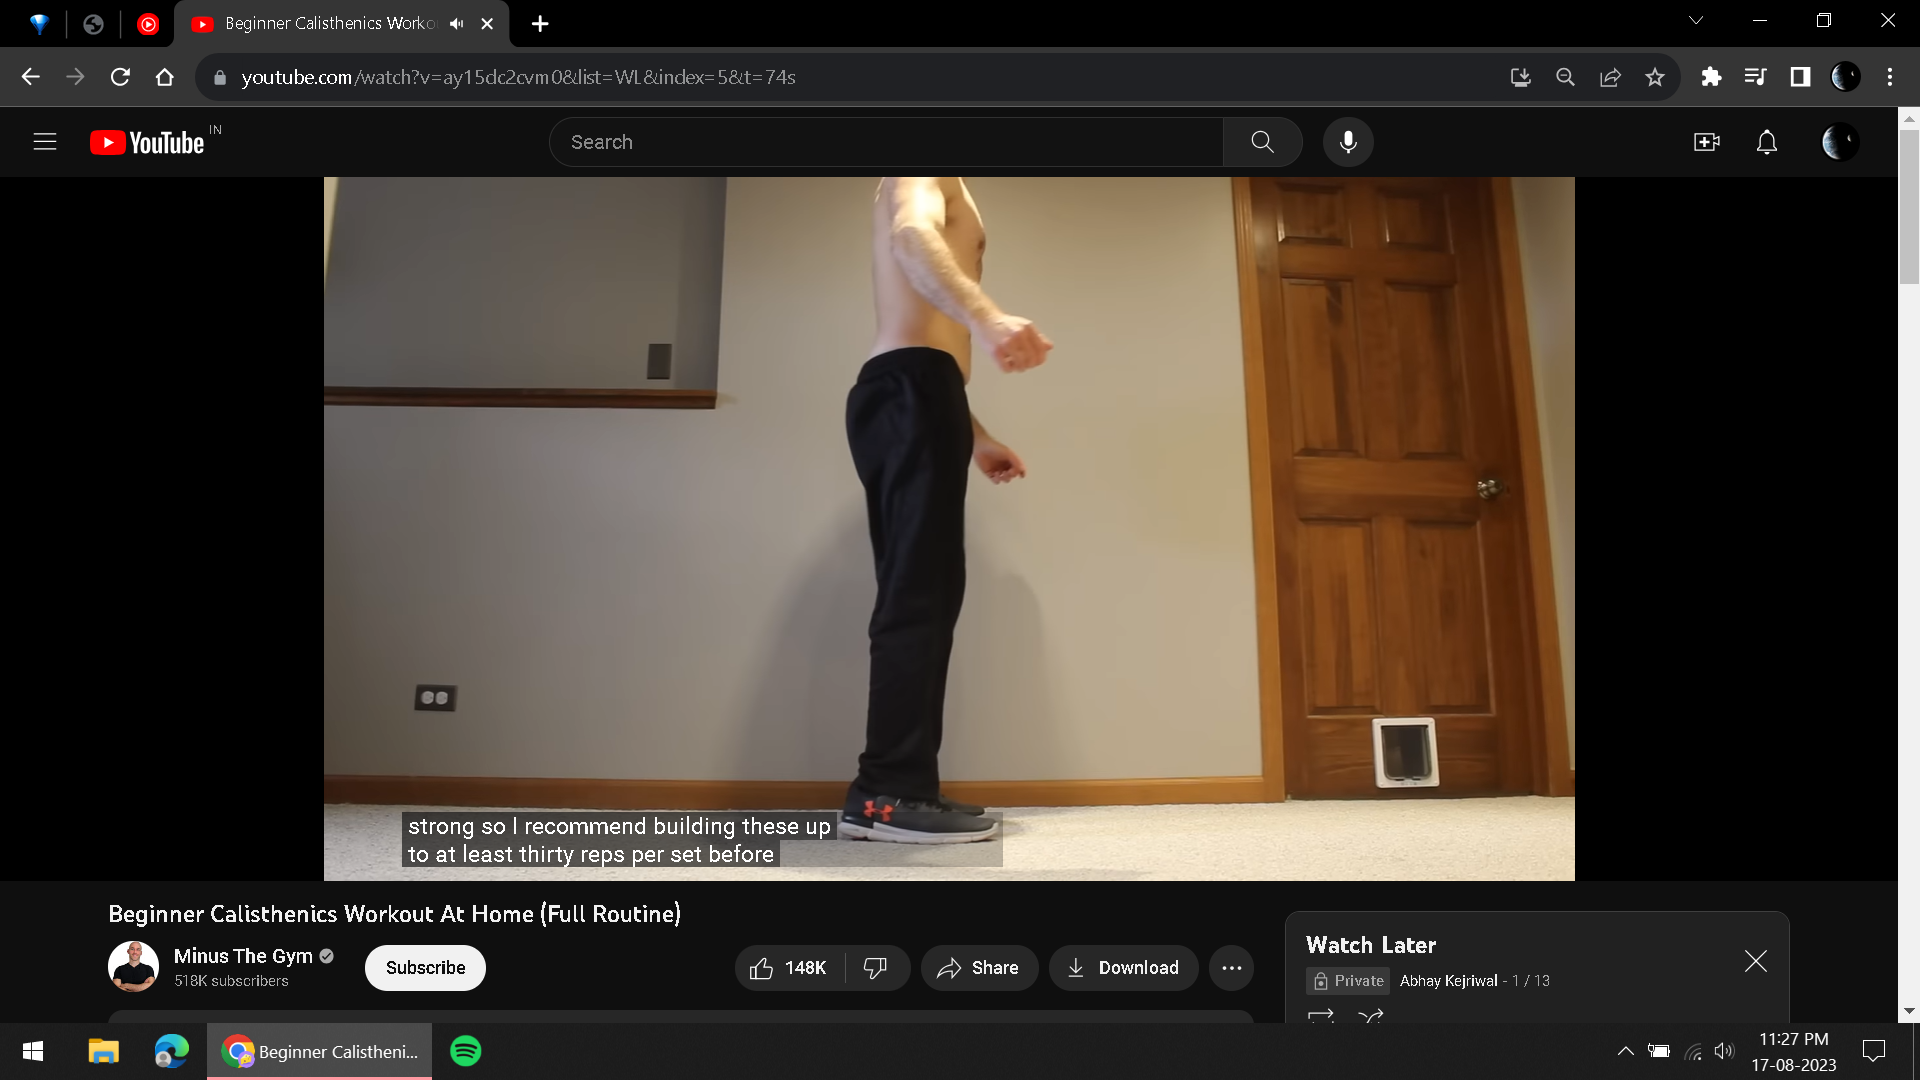 Beginner Calisthenics Worko
youtube.com/watch?v=ay15dc2cvm0&list=WL&index=5&t=74s
YouTube IN
Search
strong so I recommend building these up
to at least thirty reps per set before
Beginner Calisthenics Workout At Home (Full Routine)
Minus The Gym
518K subscribers
Subscribe
148K
Share
Download
Watch Later
Private
Abhay Kejriwal - 1 / 13
Beginner Calistheni...
11:27 PM
17-08-2023